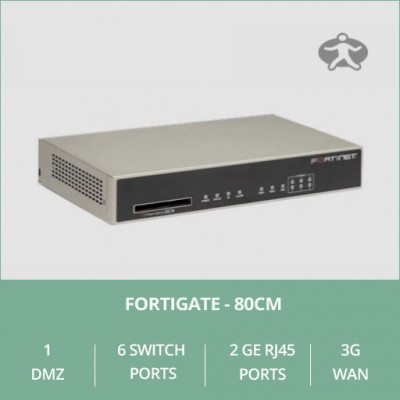 FORTINET
FORTIGATE - 80CM
1
DMZ
6 SWITCH
PORTS
2 GE RJ45
PORTS
3G
WAN